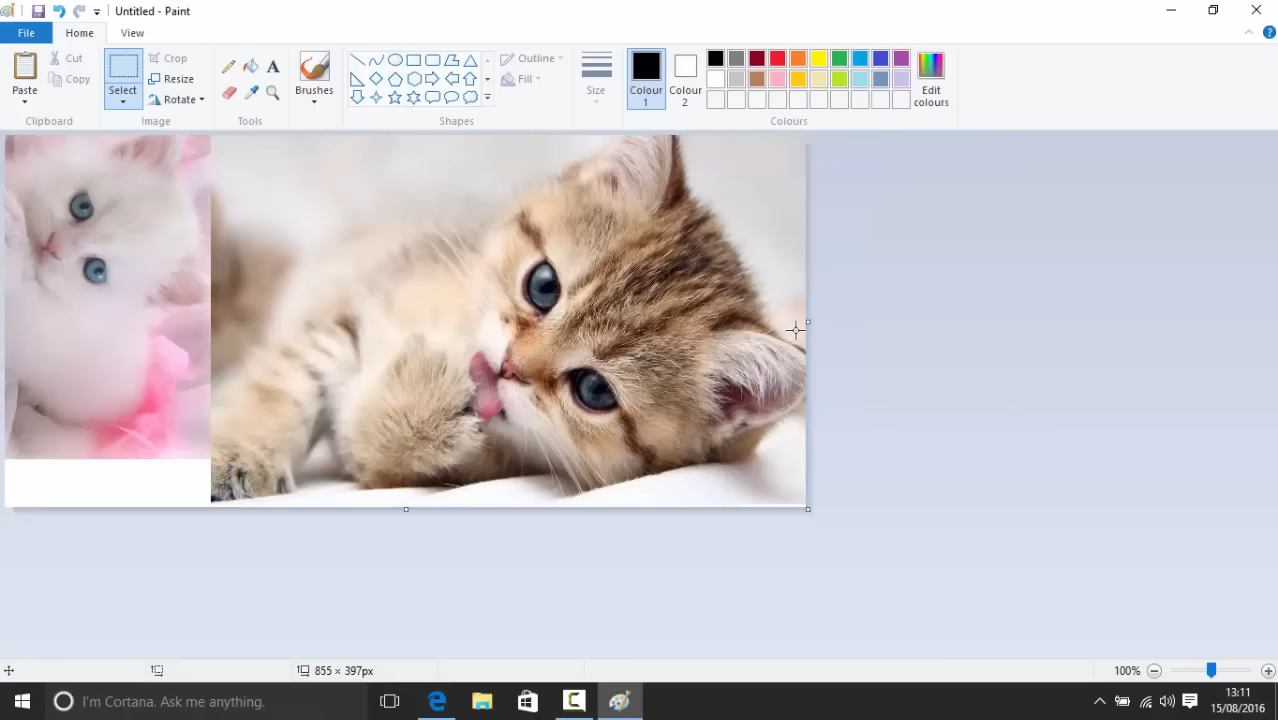 Untitled - Paint
File
Home
View
Paste
Cut
Copy
Clipboard
Select
Crop
Resize
Rotate
Image
Tools
Brushes
Outline
Fill
Shapes
Size
Colour
1
Colour
2
Edit
colours
Colours
855 × 397px
100%
I'm Cortana. Ask me anything.
13:11
15/08/2016